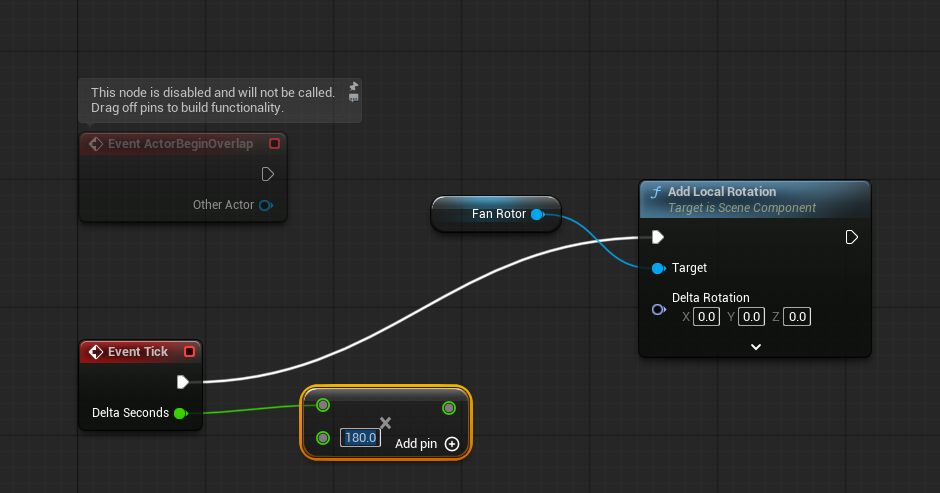 This node is disabled and will not be called.
Drag off pins to build functionality.
Event ActorBeginOverlap
Other Actor
Fan Rotor
Add Local Rotation
Target is Scene Component
Target
Delta Rotation
X 0.0 Y 0.0 Z 0.0
Event Tick
Delta Seconds
180.0
Add pin